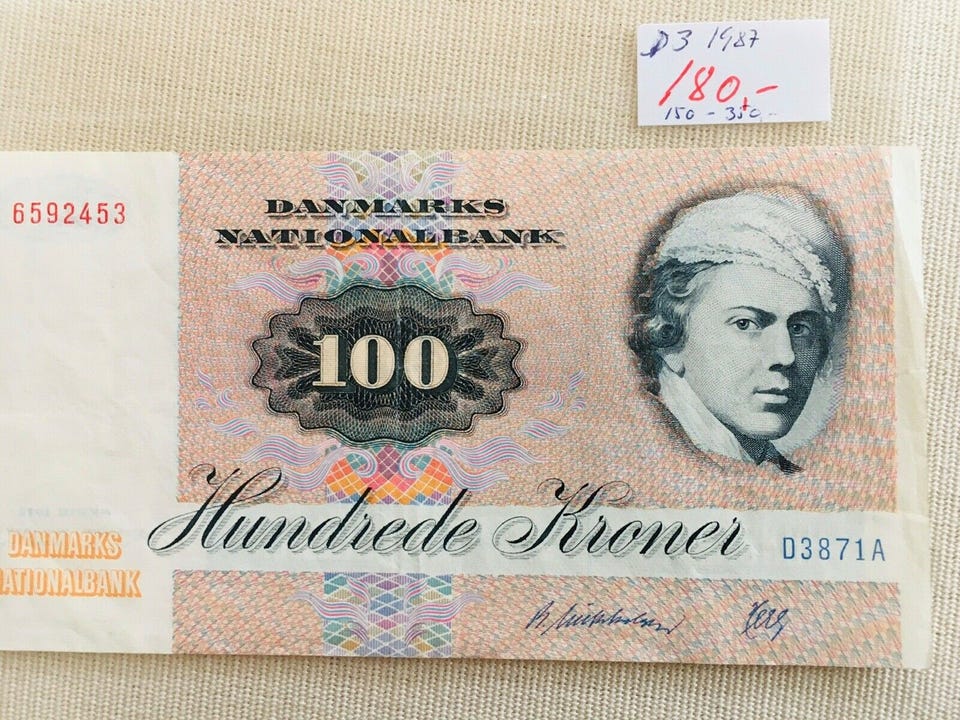 D3 1987
180,-
150 - 350,-
6592453
DANMARKS
NATIONALBANK
100
Hundrede Kroner
D3871A
DANMARKS
NATIONALBANK